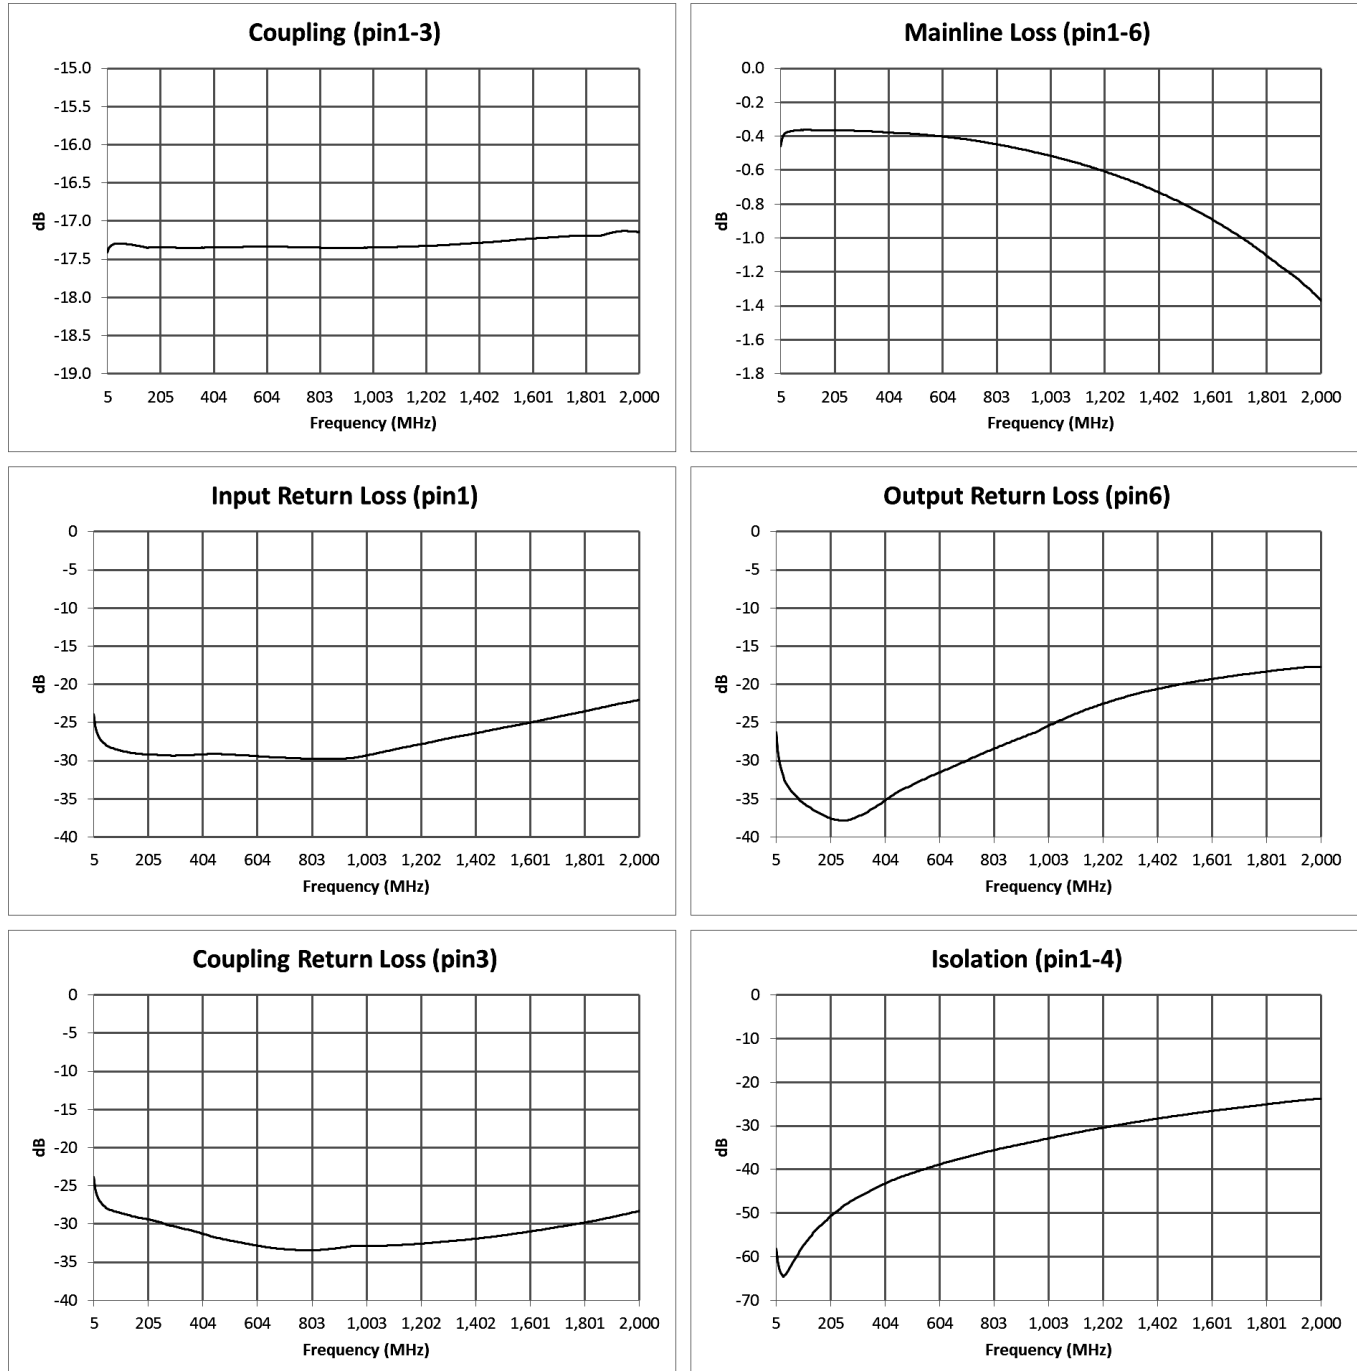 Coupling (pin1-3)
-15.0
-15.5
-16.0
-16.5
-17.0
-17.5
-18.0
-18.5
-19.0
dB
5 205 404 604 803 1,003 1,202 1,402 1,601 1,801 2,000
Frequency (MHz)
Mainline Loss (pin1-6)
0.0
-0.2
-0.4
-0.6
-0.8
-1.0
-1.2
-1.4
-1.6
-1.8
dB
5 205 404 604 803 1,003 1,202 1,402 1,601 1,801 2,000
Frequency (MHz)
Input Return Loss (pin1)
0
-5
-10
-15
-20
-25
-30
-35
-40
dB
5 205 404 604 803 1,003 1,202 1,402 1,601 1,801 2,000
Frequency (MHz)
Output Return Loss (pin6)
0
-5
-10
-15
-20
-25
-30
-35
-40
dB
5 205 404 604 803 1,003 1,202 1,402 1,601 1,801 2,000
Frequency (MHz)
Coupling Return Loss (pin3)
0
-5
-10
-15
-20
-25
-30
-35
-40
dB
5 205 404 604 803 1,003 1,202 1,402 1,601 1,801 2,000
Frequency (MHz)
Isolation (pin1-4)
0
-10
-20
-30
-40
-50
-60
-70
dB
5 205 404 604 803 1,003 1,202 1,402 1,601 1,801 2,000
Frequency (MHz)